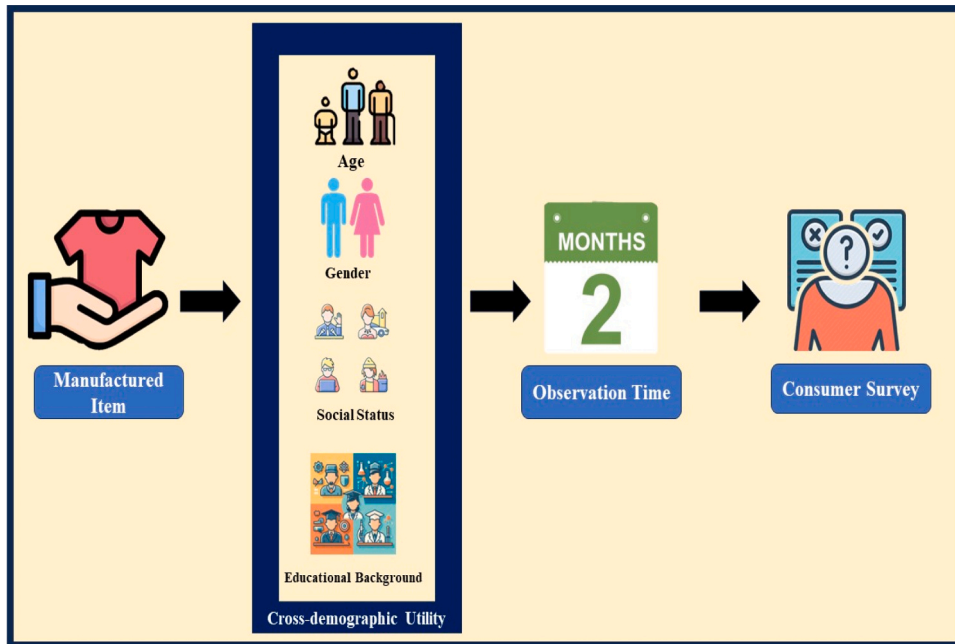 Manufactured
Item
Age
Gender
Social Status
Educational Background
Cross-demographic Utility
MONTHS
2
Observation Time
?
Consumer Survey